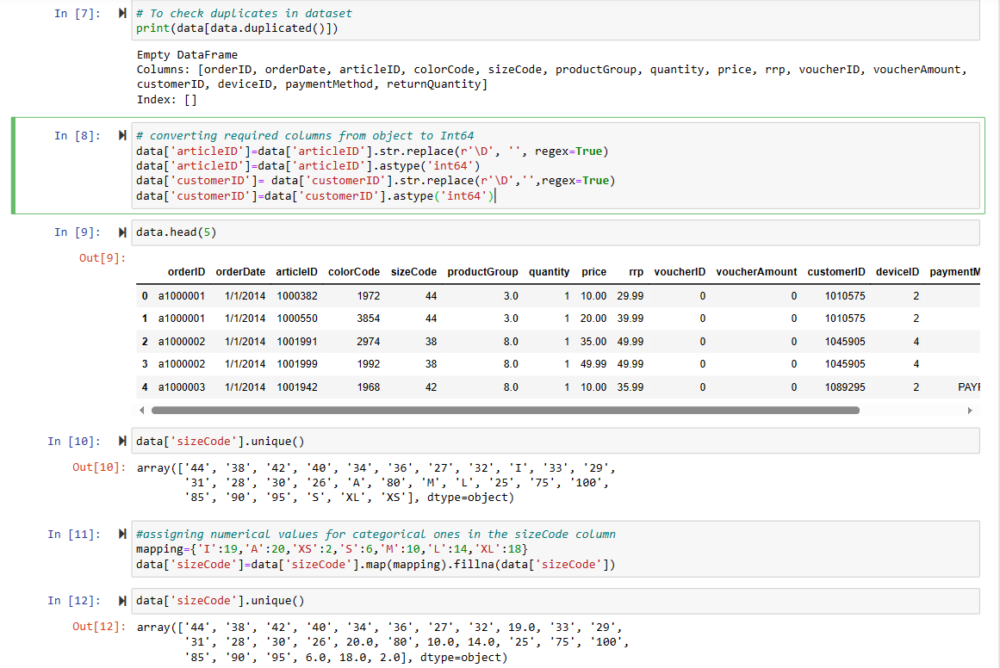 In [7]: # To check duplicates in dataset
print(data[data.duplicated()])
Empty DataFrame
Columns: [orderID, orderDate, articleID, colorCode, sizeCode, productGroup, quantity, price, rrp, voucherID, voucherAmount,
customerID, deviceID, paymentMethod, returnQuantity]
Index: []
In [8]: # converting required columns from object to Int64
data['articleID']=data['articleID'].str.replace(r'\D', '', regex=True)
data['articleID']=data['articleID'].astype('int64')
data['customerID']= data['customerID'].str.replace(r'\D','',regex=True)
data['customerID']=data['customerID'].astype('int64')
In [9]: data.head(5)
Out[9]:
orderID orderDate articleID colorCode sizeCode productGroup quantity price rrp voucherID voucherAmount customerID deviceID paymentM
0 a1000001 1/1/2014 1000382 1972 44 3.0 1 10.00 29.99 0 0 1010575 2
1 a1000001 1/1/2014 1000550 3854 44 3.0 1 20.00 39.99 0 0 1010575 2
2 a1000002 1/1/2014 1001991 2974 38 8.0 1 35.00 49.99 0 0 1045905 4
3 a1000002 1/1/2014 1001999 1992 38 8.0 1 49.99 49.99 0 0 1045905 4
4 a1000003 1/1/2014 1001942 1968 42 8.0 1 10.00 35.99 0 0 1089295 2 PAYP
In [10]: data['sizeCode'].unique()
Out[10]: array(['44', '38', '42', '40', '34', '36', '27', '32', 'I', '33', '29',
'31', '28', '30', '26', 'A', '80', 'M', 'L', '25', '75', '100',
'85', '90', '95', 'S', 'XL', 'XS'], dtype=object)
In [11]: #assigning numerical values for categorical ones in the sizeCode column
mapping={'I':19,'A':20,'XS':2,'S':6,'M':10,'L':14,'XL':18}
data['sizeCode']=data['sizeCode'].map(mapping).fillna(data['sizeCode'])
In [12]: data['sizeCode'].unique()
Out[12]: array(['44', '38', '42', '40', '34', '36', '27', '32', 19.0, '33', '29',
'31', '28', '30', '26', 20.0, '80', 10.0, 14.0, '25', '75', '100',
'85', '90', '95', 6.0, 18.0, 2.0], dtype=object)